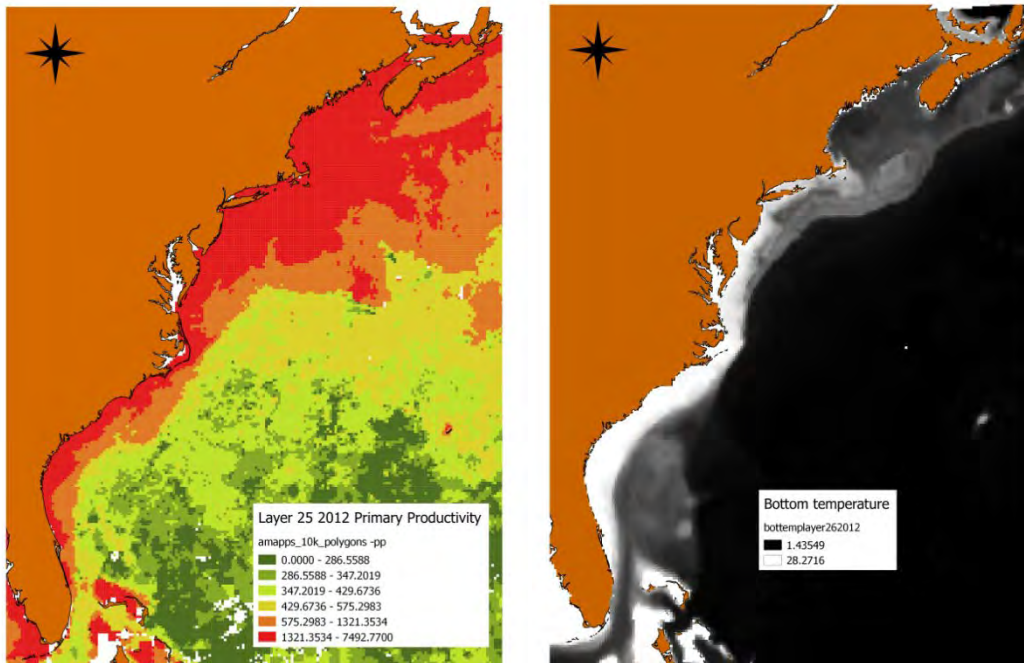 Layer 25 2012 Primary Productivity
amapps_10k_polygons -pp
0.0000 - 286.5588
286.5588 - 347.2019
347.2019 - 429.6736
429.6736 - 575.2983
575.2983 - 1321.3534
1321.3534 - 7492.7700
Bottom temperature
bottemplayer262012
1.43549
28.2716